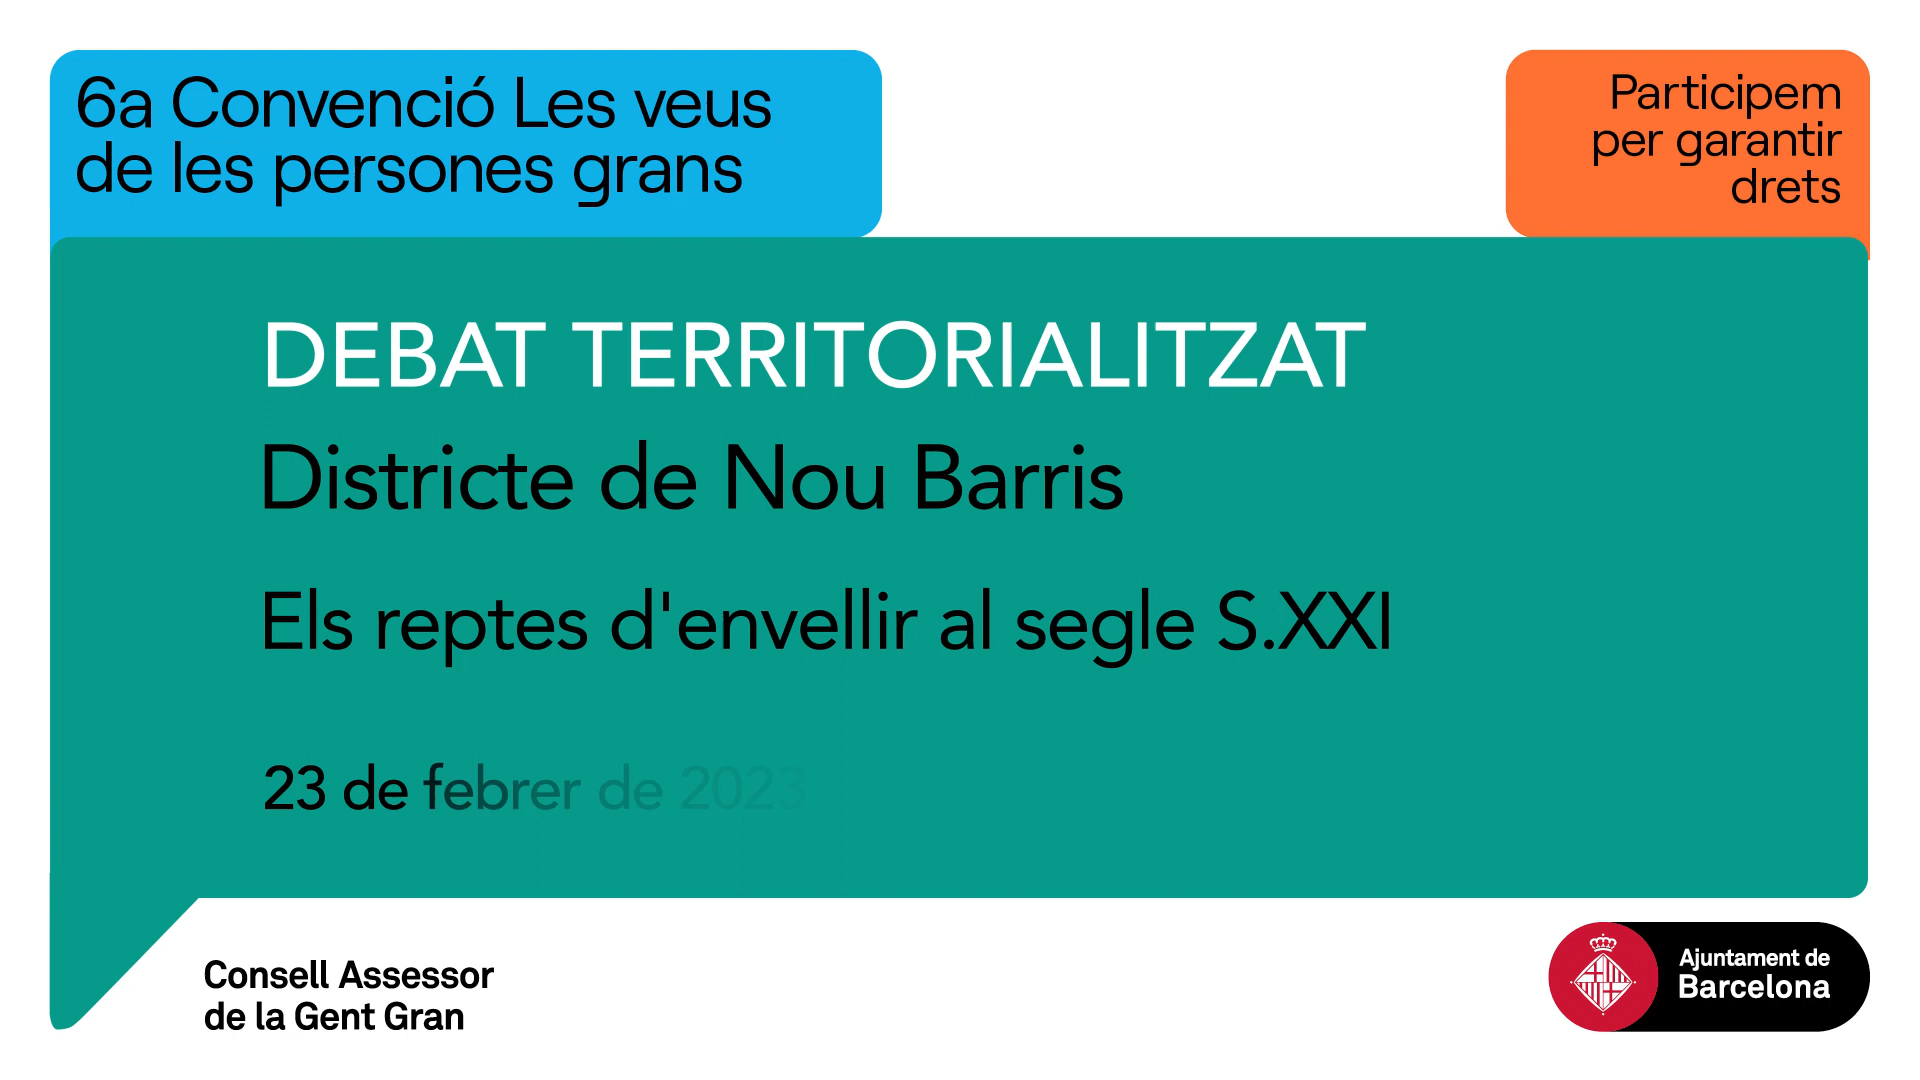 6a Convenció Les veus
de les persones grans
Participem
per garantir
drets
DEBAT TERRITORIALITZAT
Districte de Nou Barris
Els reptes d'envellir al segle S.XXI
23 de febrer de 2023
Consell Assessor
de la Gent Gran
Ajuntament de
Barcelona